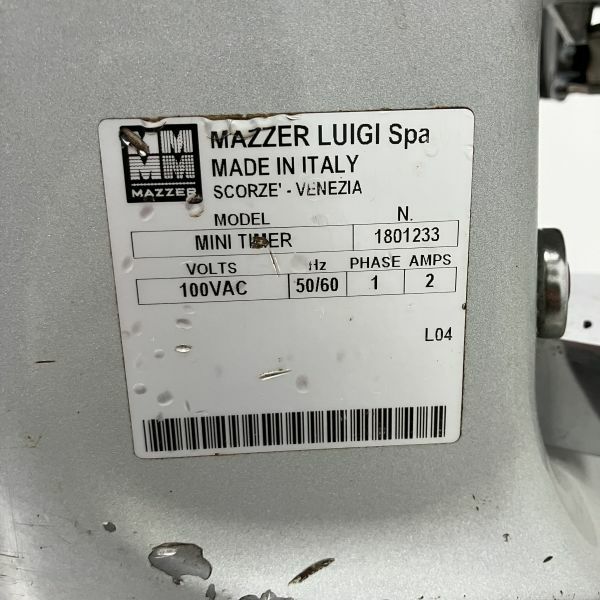 MAZZER
MAZZER LUIGI Spa
MADE IN ITALY
SCORZE' - VENEZIA
MODEL N.
MINI TIMER 1801233
VOLTS Hz PHASE AMPS
100VAC 50/60 1 2
L04